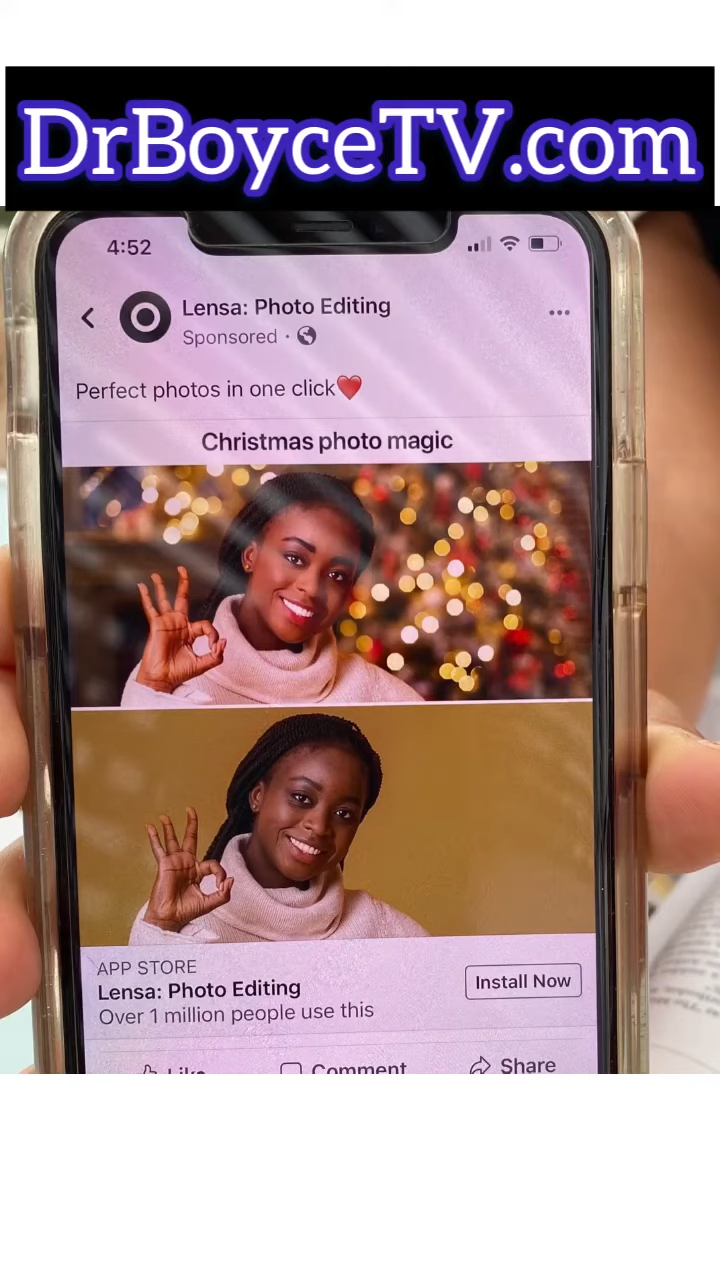 DrBoyceTV.com
4:52
Lensa: Photo Editing
Sponsored ·
Perfect photos in one click❤️
Christmas photo magic
APP STORE
Lensa: Photo Editing
Install Now
Over 1 million people use this
Like
Comment
Share